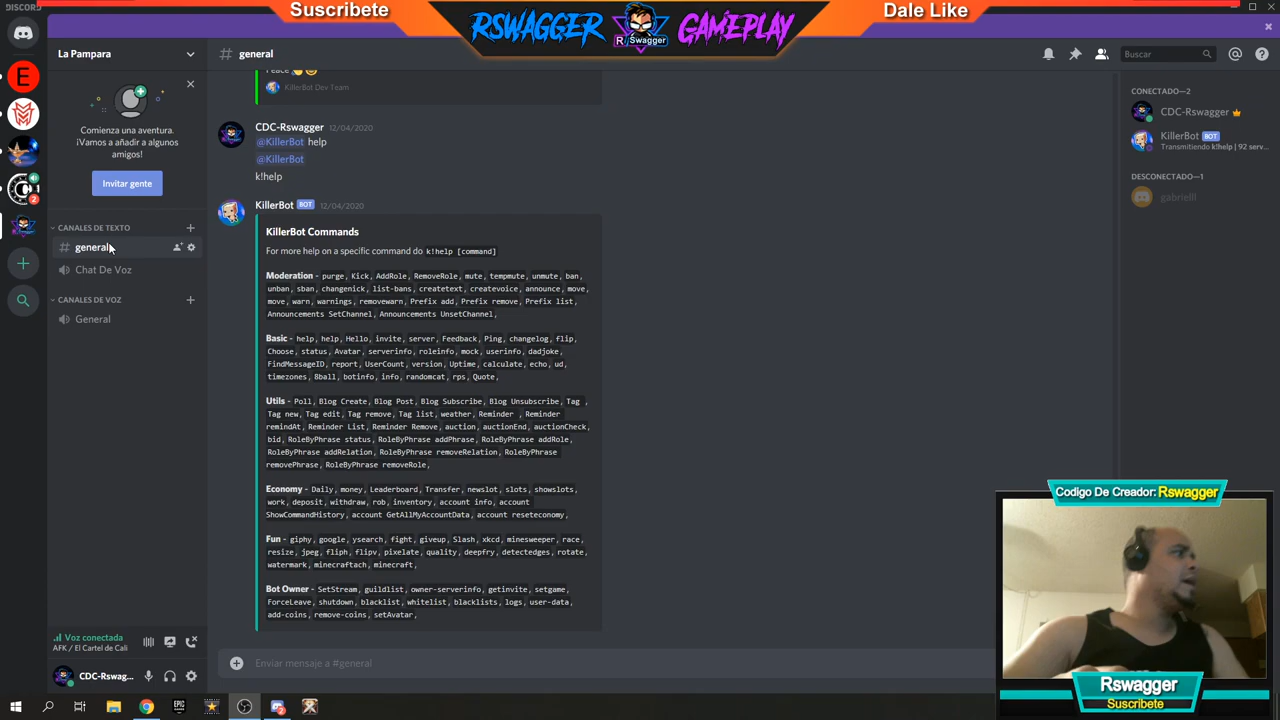 DISCORD
Suscribete
RSWAGGER
R/Swagger
GAMEPLAY
Dale Like
La Pampara
# general
Buscar
Comienza una aventura.
¡Vamos a añadir a algunos
amigos!
Invitar gente
CANALES DE TEXTO
# general
Chat De Voz
CANALES DE VOZ
General
Peace
KillerBot Dev Team
CDC-Rswagger 12/04/2020
@KillerBot help
@KillerBot
k!help
KillerBot BOT 12/04/2020
KillerBot Commands
For more help on a specific command do k!help [command]
Moderation - purge, Kick, AddRole, RemoveRole, mute, tempmute, unmute, ban,
unban, sban, changenick, list-bans, createtext, createvoice, announce, move,
move, warn, warnings, removewarn, Prefix add, Prefix remove, Prefix list,
Announcements SetChannel, Announcements UnsetChannel,
Basic - help, help, Hello, invite, server, Feedback, Ping, changelog, flip,
Choose, status, Avatar, serverinfo, roleinfo, mock, userinfo, dadjoke,
FindMessageID, report, UserCount, version, Uptime, calculate, echo, ud,
timezones, 8ball, botinfo, info, randomcat, rps, Quote,
Utils - Poll, Blog Create, Blog Post, Blog Subscribe, Blog Unsubscribe, Tag ,
Tag new, Tag edit, Tag remove, Tag list, weather, Reminder , Reminder
remindAt, Reminder List, Reminder Remove, auction, auctionEnd, auctionCheck,
bid, RoleByPhrase status, RoleByPhrase addPhrase, RoleByPhrase addRole,
RoleByPhrase addRelation, RoleByPhrase removeRelation, RoleByPhrase
removePhrase, RoleByPhrase removeRole,
Economy - Daily, money, Leaderboard, Transfer, newslot, slots, showslots,
work, deposit, withdraw, rob, inventory, account info, account
ShowCommandHistory, account GetAllMyAccountData, account reseteconomy,
Fun - giphy, google, ysearch, fight, giveup, Slash, xkcd, minesweeper, race,
resize, jpeg, fliph, flipv, pixelate, quality, deepfry, detectedges, rotate,
watermark, minecraftach, minecraft,
Bot Owner - SetStream, guildlist, owner-serverinfo, getinvite, setgame,
ForceLeave, shutdown, blacklist, whitelist, blacklists, logs, user-data,
add-coins, remove-coins, setAvatar,
Enviar mensaje a #general
CONECTADO—2
CDC-Rswagger
KillerBot BOT
Transmitiendo k!help | 92 serv...
DESCONECTADO—1
gabrielll
Voz conectada
AFK / El Cartel de Cali
CDC-Rswag...
EPIC
Codigo De Creador: Rswagger
Rswagger
Suscribete